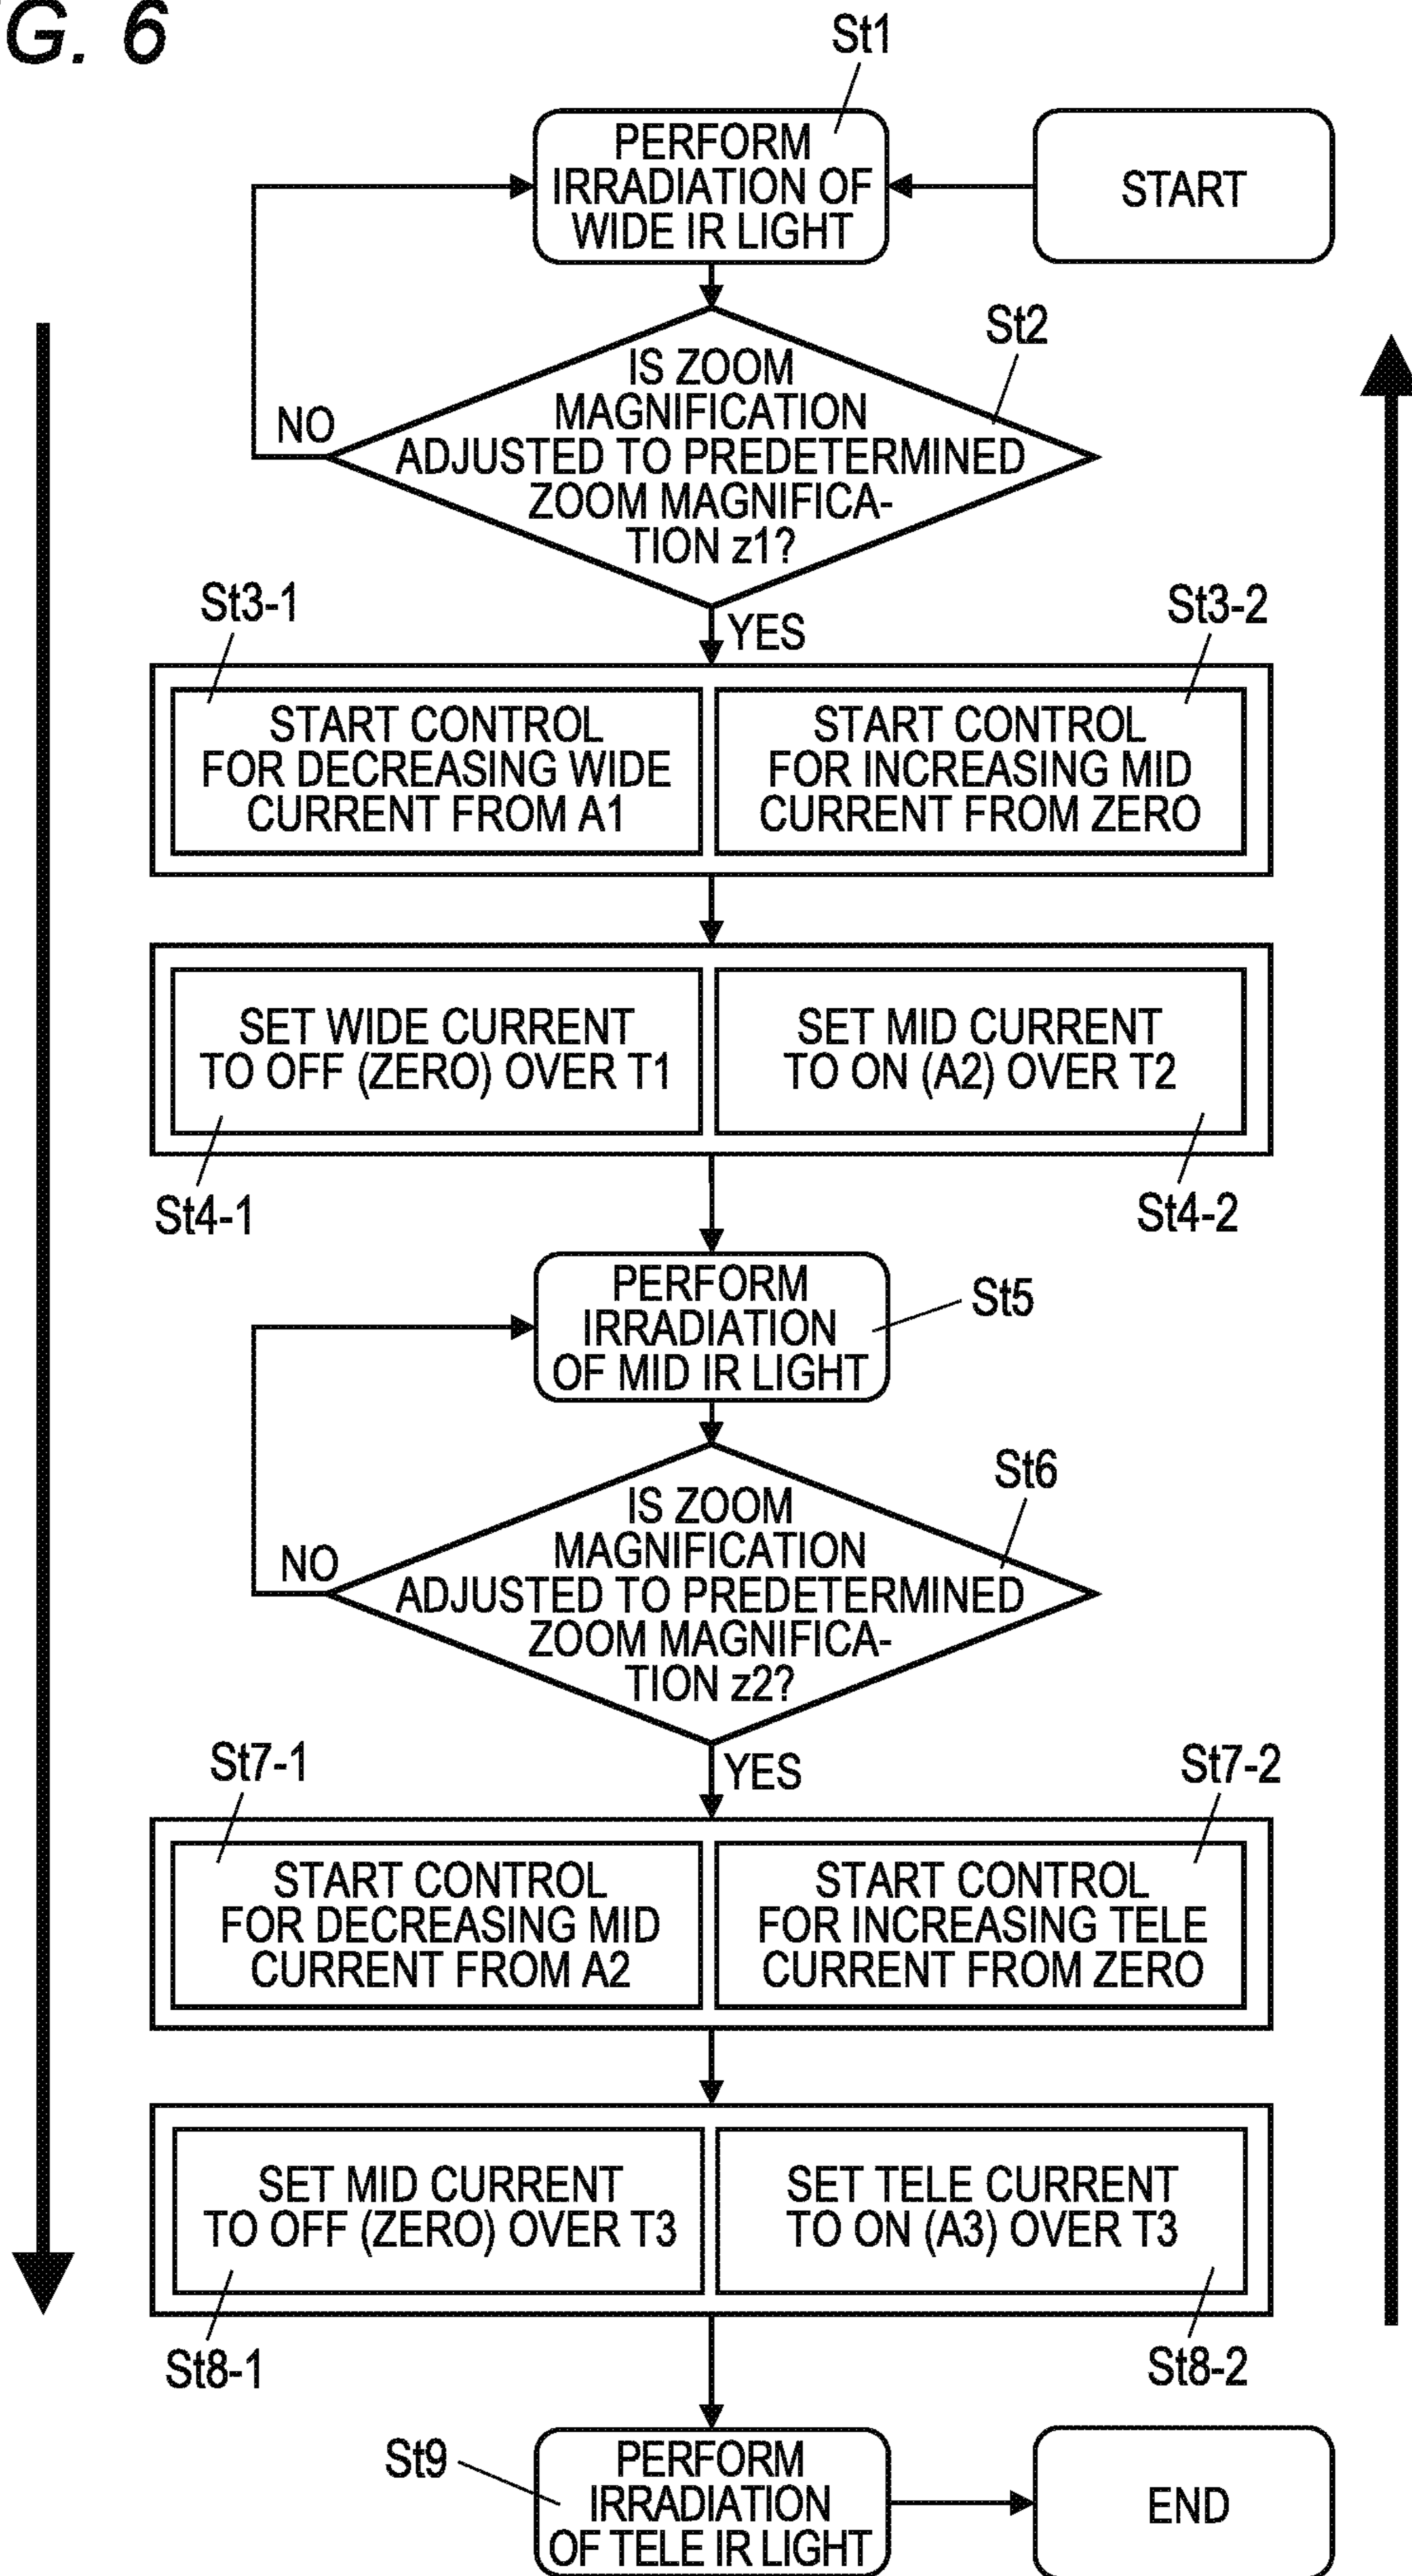 G. 6
St1
PERFORM
IRRADIATION OF
WIDE IR LIGHT
START
St2
IS ZOOM
MAGNIFICATION
ADJUSTED TO PREDETERMINED
ZOOM MAGNIFICA-
TION z1?
NO
YES
St3-1
St3-2
START CONTROL
FOR DECREASING WIDE
CURRENT FROM A1
START CONTROL
FOR INCREASING MID
CURRENT FROM ZERO
SET WIDE CURRENT
TO OFF (ZERO) OVER T1
SET MID CURRENT
TO ON (A2) OVER T2
St4-1
St4-2
PERFORM
IRRADIATION
OF MID IR LIGHT
St5
St6
IS ZOOM
MAGNIFICATION
ADJUSTED TO PREDETERMINED
ZOOM MAGNIFICA-
TION z2?
NO
YES
St7-1
St7-2
START CONTROL
FOR DECREASING MID
CURRENT FROM A2
START CONTROL
FOR INCREASING TELE
CURRENT FROM ZERO
SET MID CURRENT
TO OFF (ZERO) OVER T3
SET TELE CURRENT
TO ON (A3) OVER T3
St8-1
St8-2
St9
PERFORM
IRRADIATION
OF TELE IR LIGHT
END